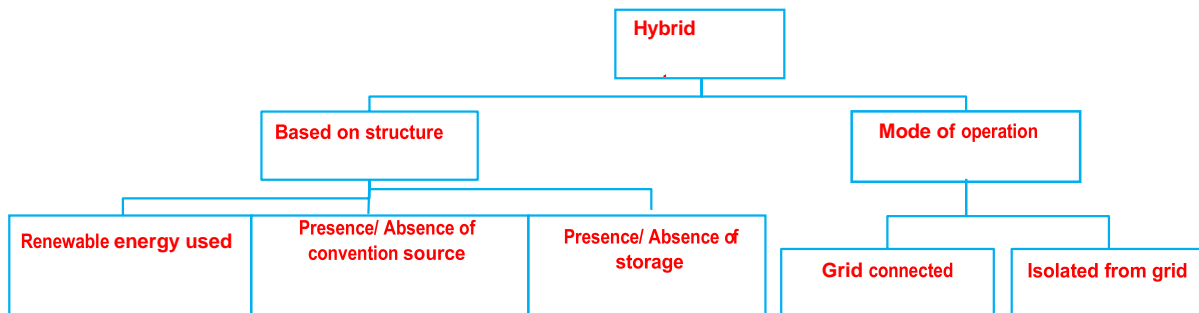 Hybrid
Based on structure
Mode of operation
Renewable energy used
Presence/ Absence of
convention source
Presence/ Absence of
storage
Grid connected
Isolated from grid